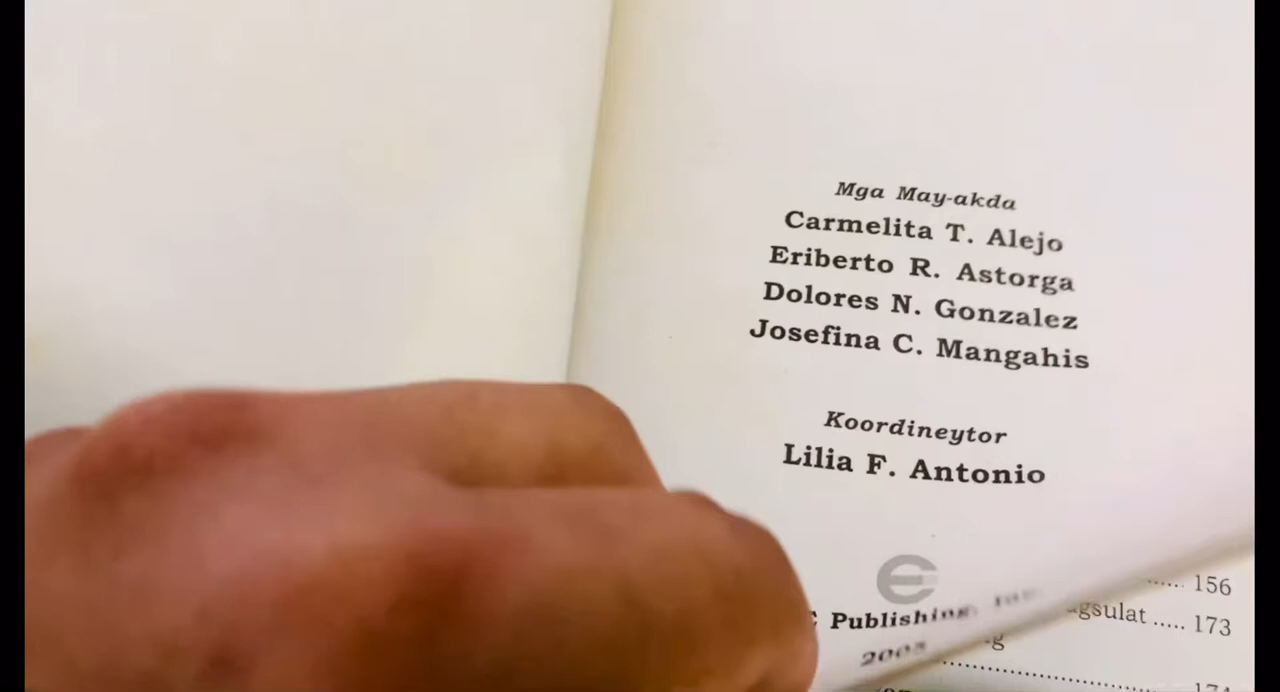 Mga May-akda
Carmelita T. Alejo
Eriberto R. Astorga
Dolores N. Gonzalez
Josefina C. Mangahis
Koordineytor
Lilia F. Antonio
Publishing,
156
173